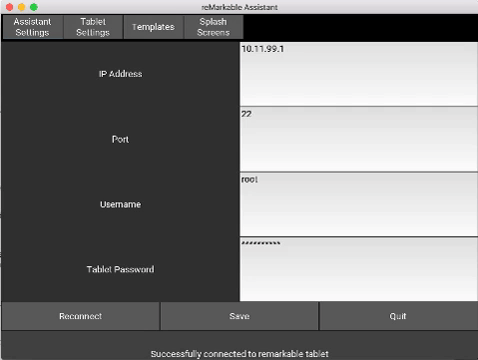 reMarkable Assistant
Assistant Settings
Tablet Settings
Templates
Splash Screens
IP Address
10.11.99.1
Port
22
Username
root
Tablet Password
**********
Reconnect
Save
Quit
Successfully connected to remarkable tablet